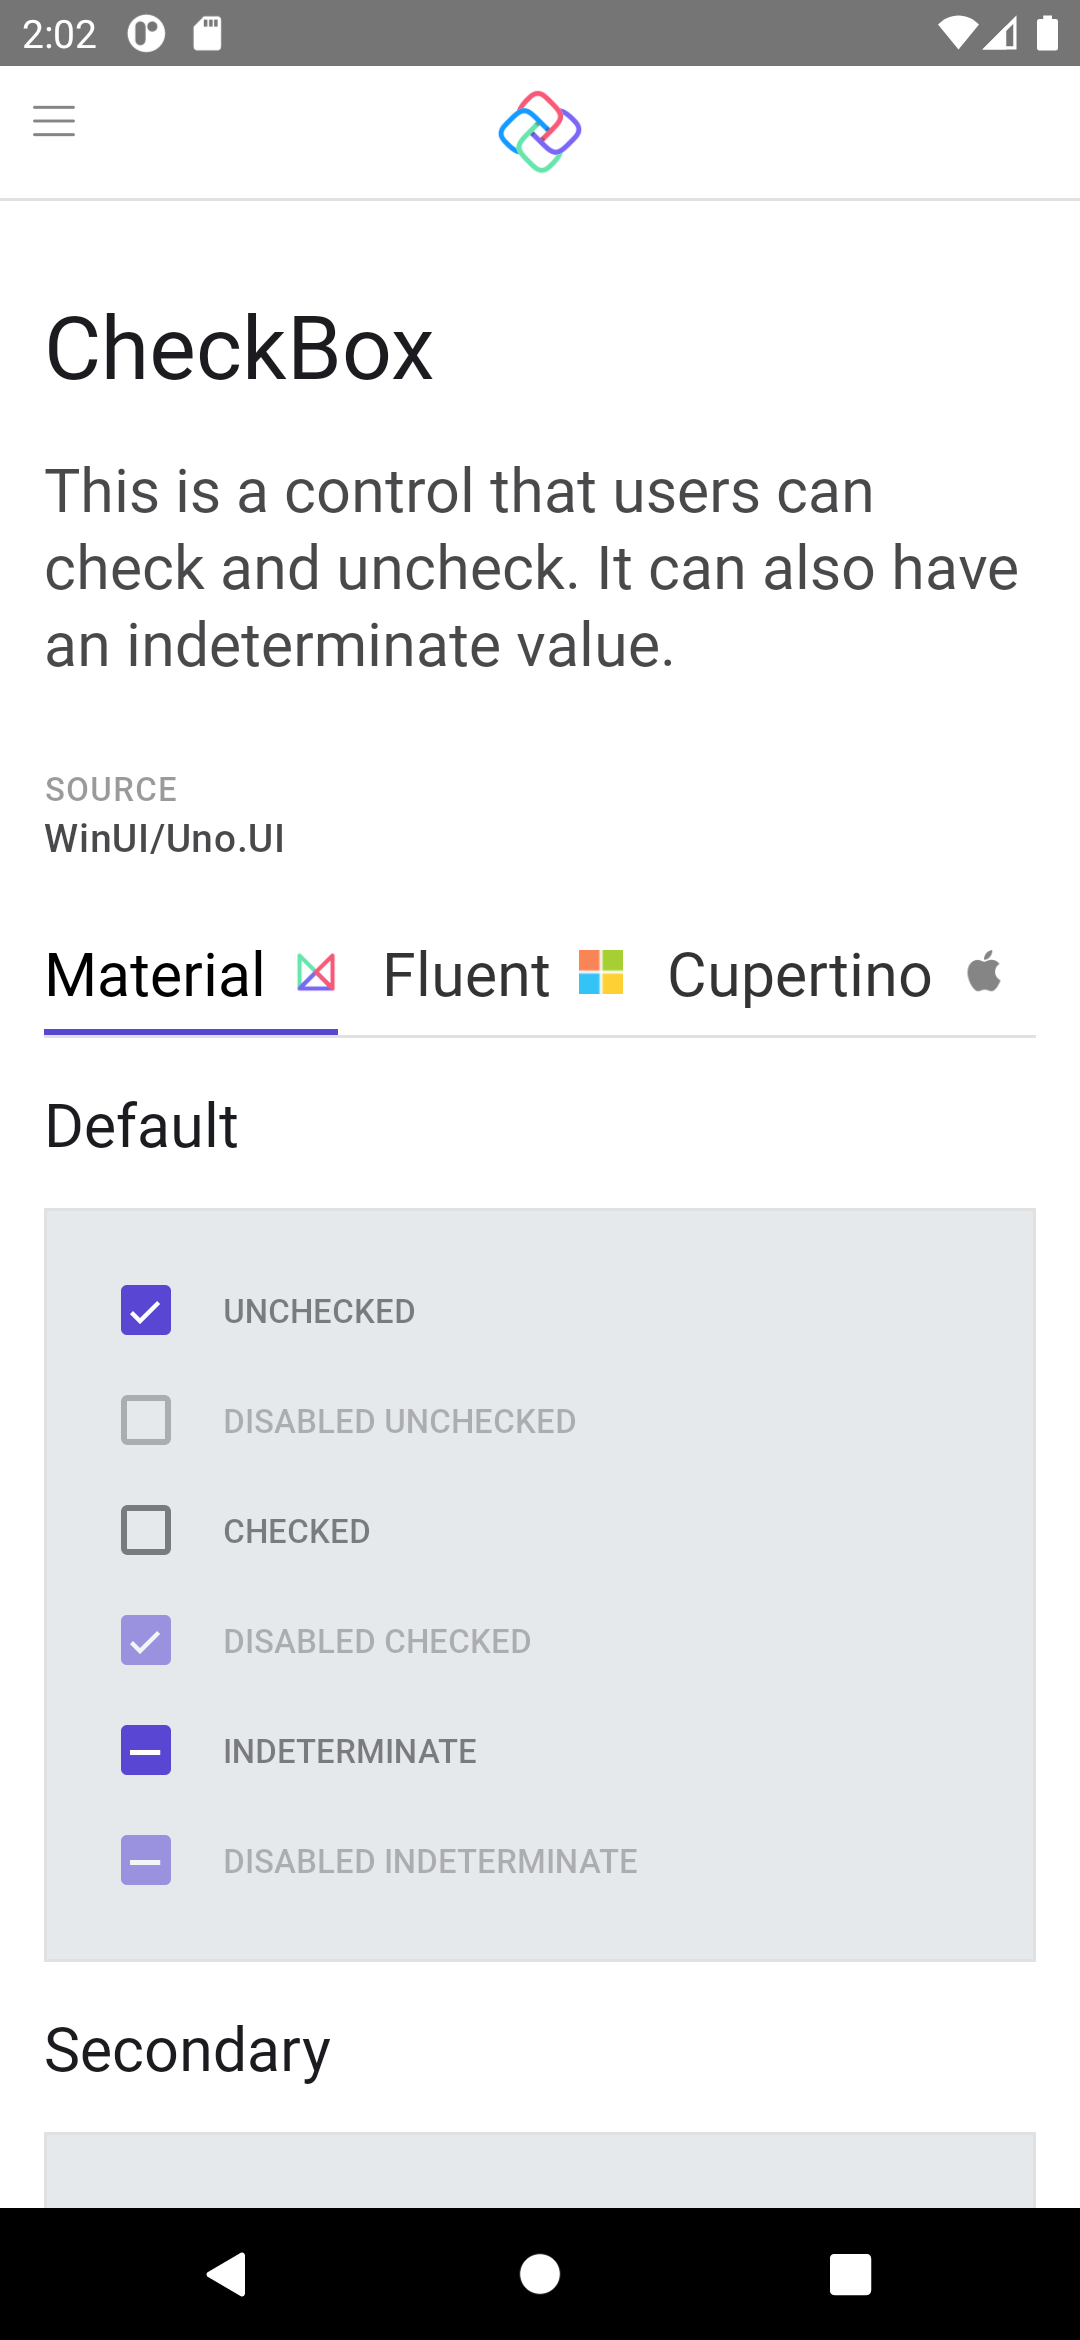 2:02
CheckBox
This is a control that users can
check and uncheck. It can also have
an indeterminate value.
SOURCE
WinUI/Uno.UI
Material Fluent Cupertino
Default
UNCHECKED
DISABLED UNCHECKED
CHECKED
DISABLED CHECKED
INDETERMINATE
DISABLED INDETERMINATE
Secondary